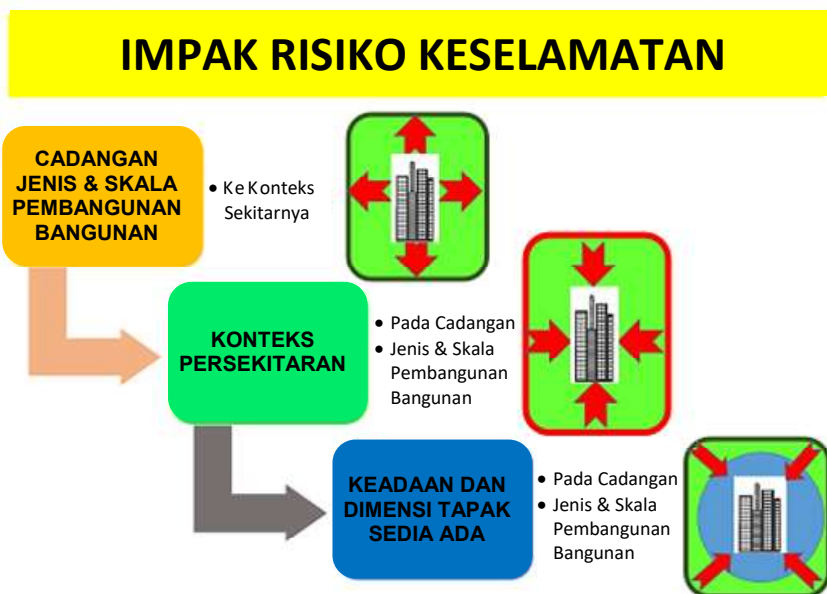 IMPAK RISIKO KESELAMATAN
CADANGAN
JENIS & SKALA
PEMBANGUNAN
BANGUNAN
• Ke Konteks
Sekitarnya
KONTEKS
PERSEKITARAN
• Pada Cadangan
• Jenis & Skala
Pembangunan
Bangunan
KEADAAN DAN
DIMENSI TAPAK
SEDIA ADA
• Pada Cadangan
• Jenis & Skala
Pembangunan
Bangunan